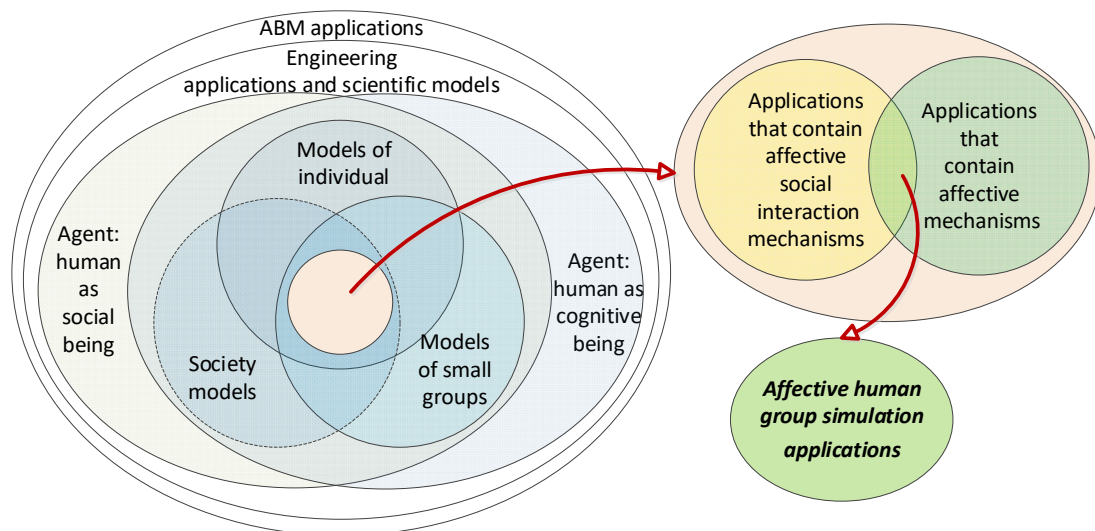 ABM applications
Engineering
applications and scientific models
Models of
individual
Agent:
human
as
social
being
Society
models
Models
of small
groups
Agent:
human as
cognitive
being
Applications
that contain
affective
social
interaction
mechanisms
Applications
that
contain
affective
mechanisms
Affective human
group simulation
applications